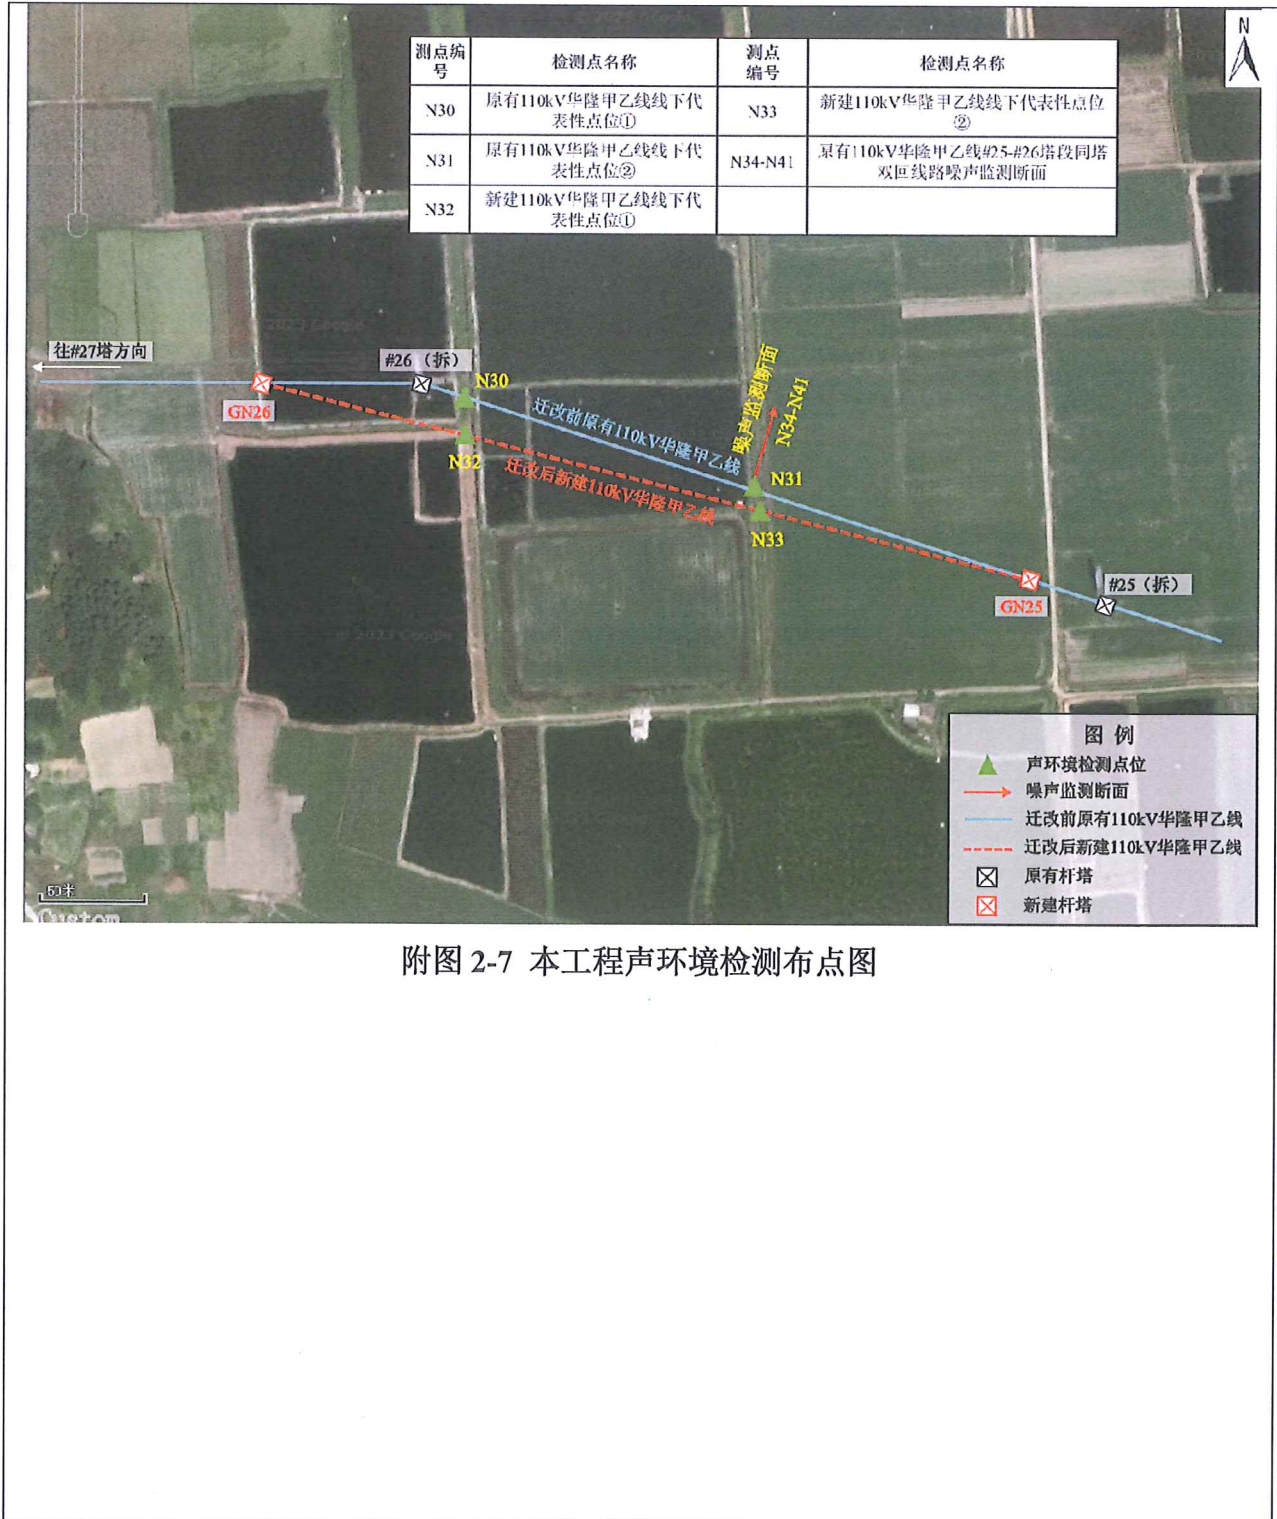 N
测点编
号
检测点名称
测点
编号
检测点名称
N30
原有110kV华隆甲乙线线下代
表性点位①
N33
新建110kV华隆甲乙线线下代表性点位
②
N31
原有110kV华隆甲乙线线下代
表性点位②
N34-N41
原有110kV华隆甲乙线#25-#26塔段同塔
双回线路噪声监测断面
N32
新建110kV华隆甲乙线线下代
表性点位①
2023 Google
往#27塔方向
#26（拆）
N30
GN26
N32
迁改前原有110kV华隆甲乙线
迁改后新建110kV华隆甲乙线
噪声监测断面
N34-N41
N31
N33
GN25
#25（拆）
© 2023 Google
图 例
声环境检测点位
噪声监测断面
迁改前原有110kV华隆甲乙线
迁改后新建110kV华隆甲乙线
原有杆塔
新建杆塔
50米
Custom
附图 2-7 本工程声环境检测布点图